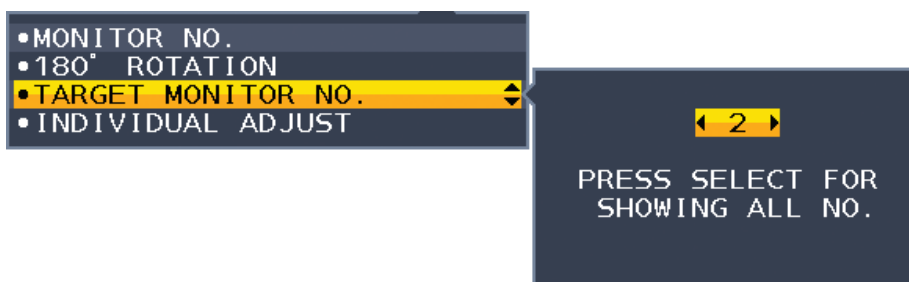 •MONITOR NO.
•180° ROTATION
•TARGET MONITOR NO.
•INDIVIDUAL ADJUST
2
PRESS SELECT FOR
SHOWING ALL NO.